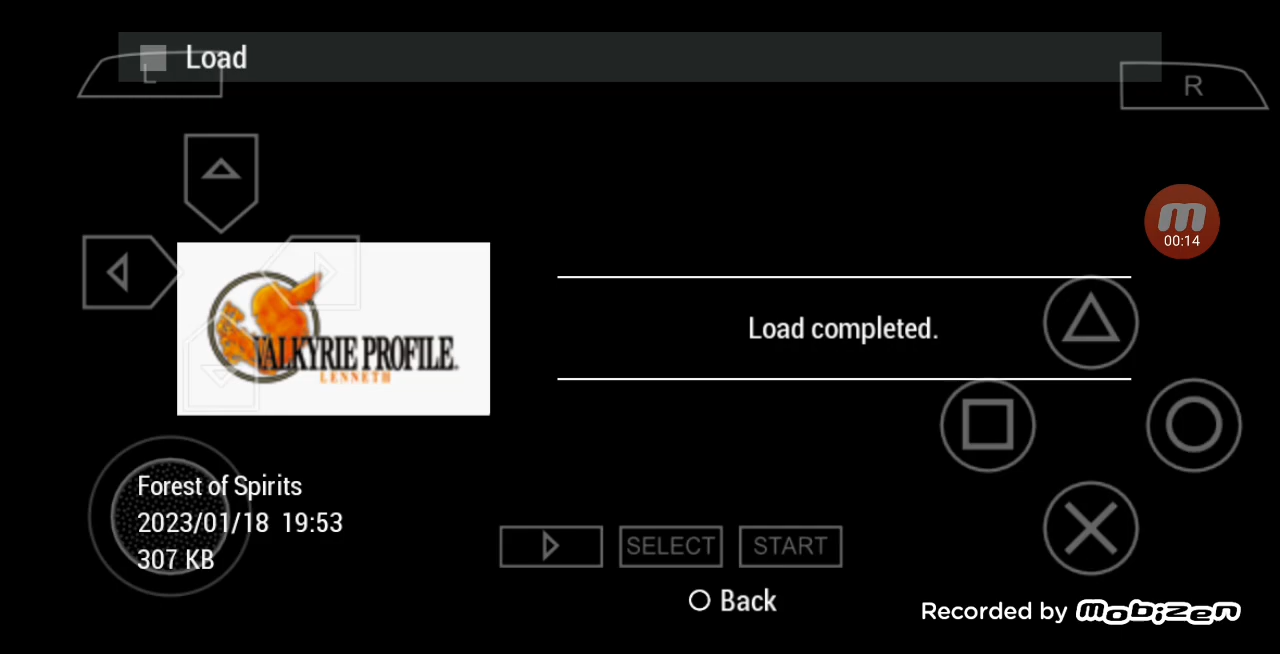 Load
L
R
00:14
VALKYRIE PROFILE
LENNETH
Load completed.
Forest of Spirits
2023/01/18 19:53
307 KB
SELECT
START
Back
Recorded by mobizen